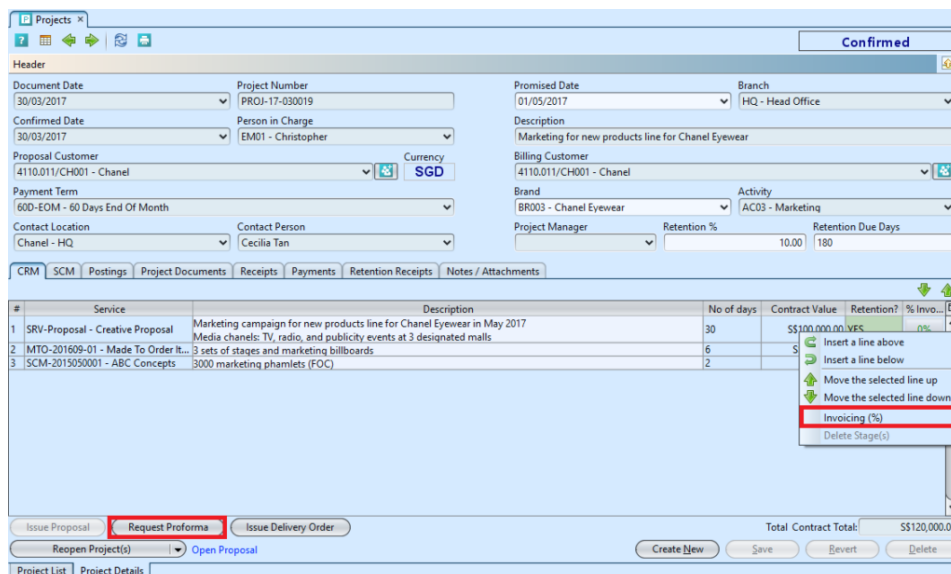 Projects ×
Confirmed
Header
Document Date Project Number Promised Date Branch
30/03/2017 PROJ-17-030019 01/05/2017 HQ - Head Office
Confirmed Date Person in Charge Description
30/03/2017 EM01 - Christopher Marketing for new products line for Chanel Eyewear
Proposal Customer Currency Billing Customer
4110.011/CH001 - Chanel SGD 4110.011/CH001 - Chanel
Payment Term Brand Activity
60D-EOM - 60 Days End Of Month BR003 - Chanel Eyewear AC03 - Marketing
Contact Location Contact Person Project Manager Retention % Retention Due Days
Chanel - HQ Cecilia Tan 10.00 180
CRM SCM Postings Project Documents Receipts Payments Retention Receipts Notes / Attachments
# Service Description No of days Contract Value Retention? % Invo...
1 SRV-Proposal - Creative Proposal Marketing campaign for new products line for Chanel Eyewear in May 2017 30 S$100,000.00 YES 0%
Media chanels: TV, radio, and publicity events at 3 designated malls
2 MTO-201609-01 - Made To Order It... 3 sets of stages and marketing billboards 6
3 SCM-2015050001 - ABC Concepts 3000 marketing phamlets (FOC) 2
Insert a line above
Insert a line below
Move the selected line up
Move the selected line down
Invoicing (%)
Delete Stage(s)
Issue Proposal Request Proforma Issue Delivery Order Total Contract Total: S$120,000.0
Reopen Project(s) Open Proposal Create New Save Revert Delete
Project List Project Details